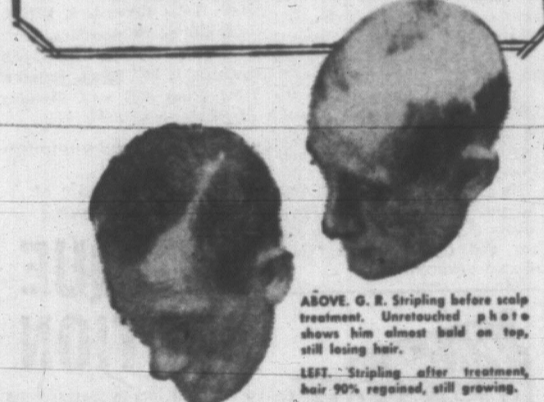 ABOVE. G. R. Stripling before scalp
treatment. Unretouched photo
shows him almost bald on top,
still losing hair.
LEFT. Stripling after treatment,
hair 90% regained, still growing.